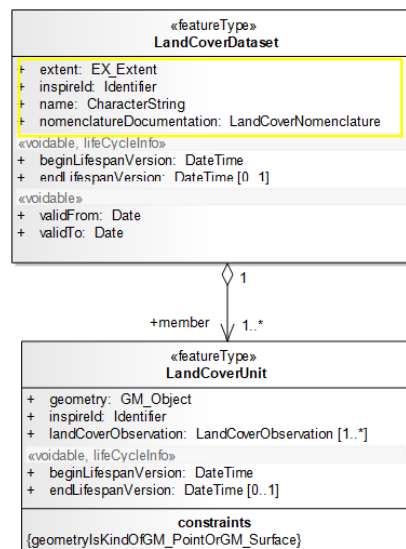 «featureType»
LandCoverDataset
+ extent: EX_Extent
+ inspireId: Identifier
+ name: CharacterString
+ nomenclatureDocumentation: LandCoverNomenclature
«voidable, lifeCycleInfo»
+ beginLifespanVersion: DateTime
+ endLifespanVersion: DateTime [0..1]
«voidable»
+ validFrom: Date
+ validTo: Date
1
+member 1..*
«featureType»
LandCoverUnit
+ geometry: GM_Object
+ inspireId: Identifier
+ landCoverObservation: LandCoverObservation [1..*]
«voidable, lifeCycleInfo»
+ beginLifespanVersion: DateTime
+ endLifespanVersion: DateTime [0..1]
constraints
{geometryIsKindOfGM_PointOrGM_Surface}